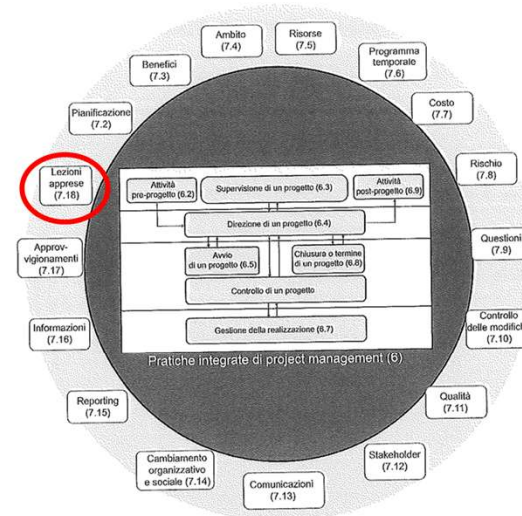 Ambito
(7.4)
Risorse
(7.5)
Programma
temporale
(7.6)
Costo
(7.7)
Rischio
(7.8)
Questioni
(7.9)
Controllo
delle modifiche
(7.10)
Qualità
(7.11)
Stakeholder
(7.12)
Comunicazioni
(7.13)
Cambiamento
organizzativo
e sociale (7.14)
Reporting
(7.15)
Informazioni
(7.16)
Approv-
vigionamenti
(7.17)
Lezioni
apprese
(7.18)
Pianificazione
(7.2)
Benefici
(7.3)
Attività
pre-progetto (6.2)
Supervisione di un progetto (6.3)
Attività
post-progetto (6.9)
Direzione di un progetto (6.4)
Avvio
di un progetto (6.5)
Chiusura o termine
di un progetto (6.8)
Controllo di un progetto
Gestione della realizzazione (6.7)
Pratiche integrate di project management (6)